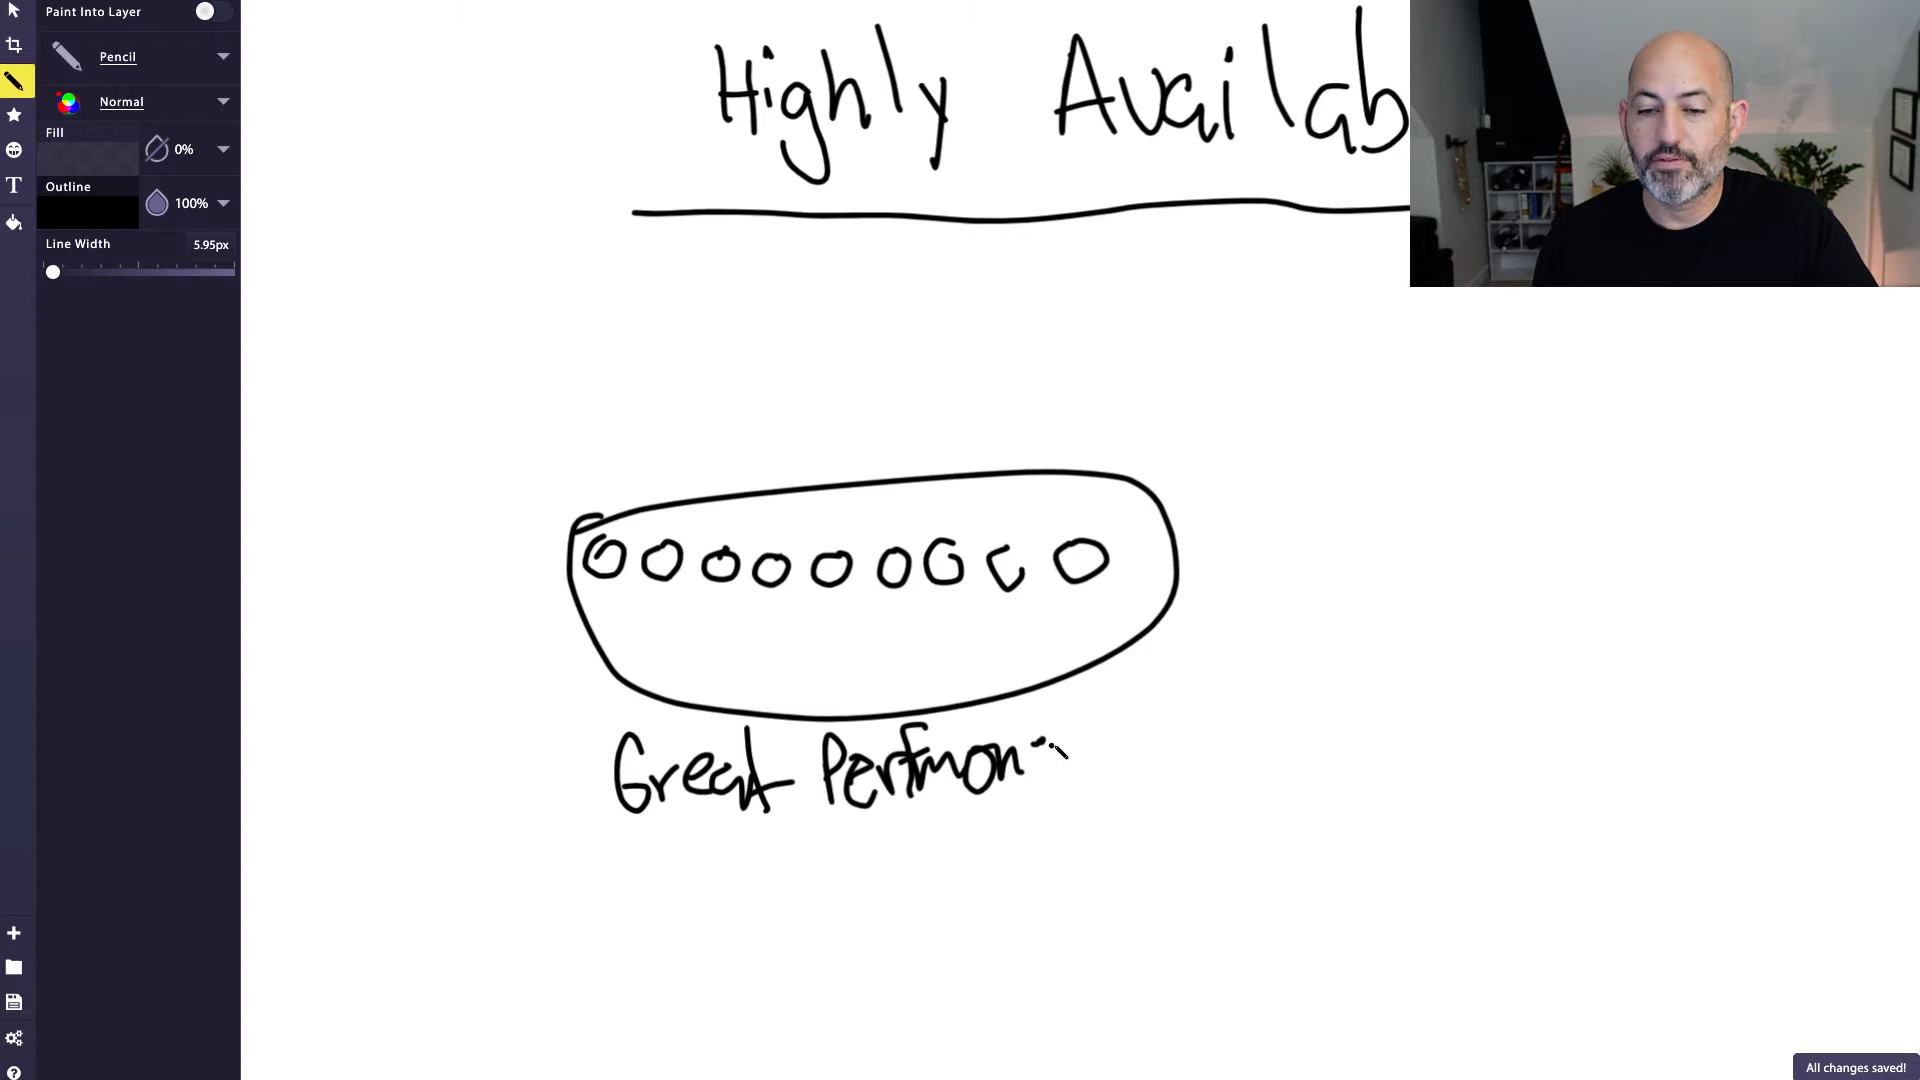 Paint Into Layer
Pencil
Normal
Fill
0%
Outline
100%
Line Width 5.95px
Highly Availab
Great
All changes saved!